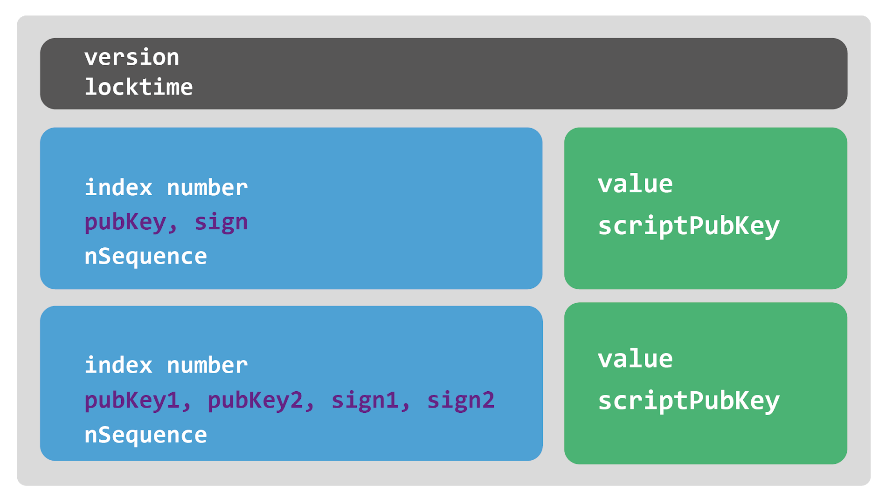 version
locktime
index number
pubKey, sign
nSequence
value
scriptPubKey
index number
pubKey1, pubKey2, sign1, sign2
nSequence
value
scriptPubKey